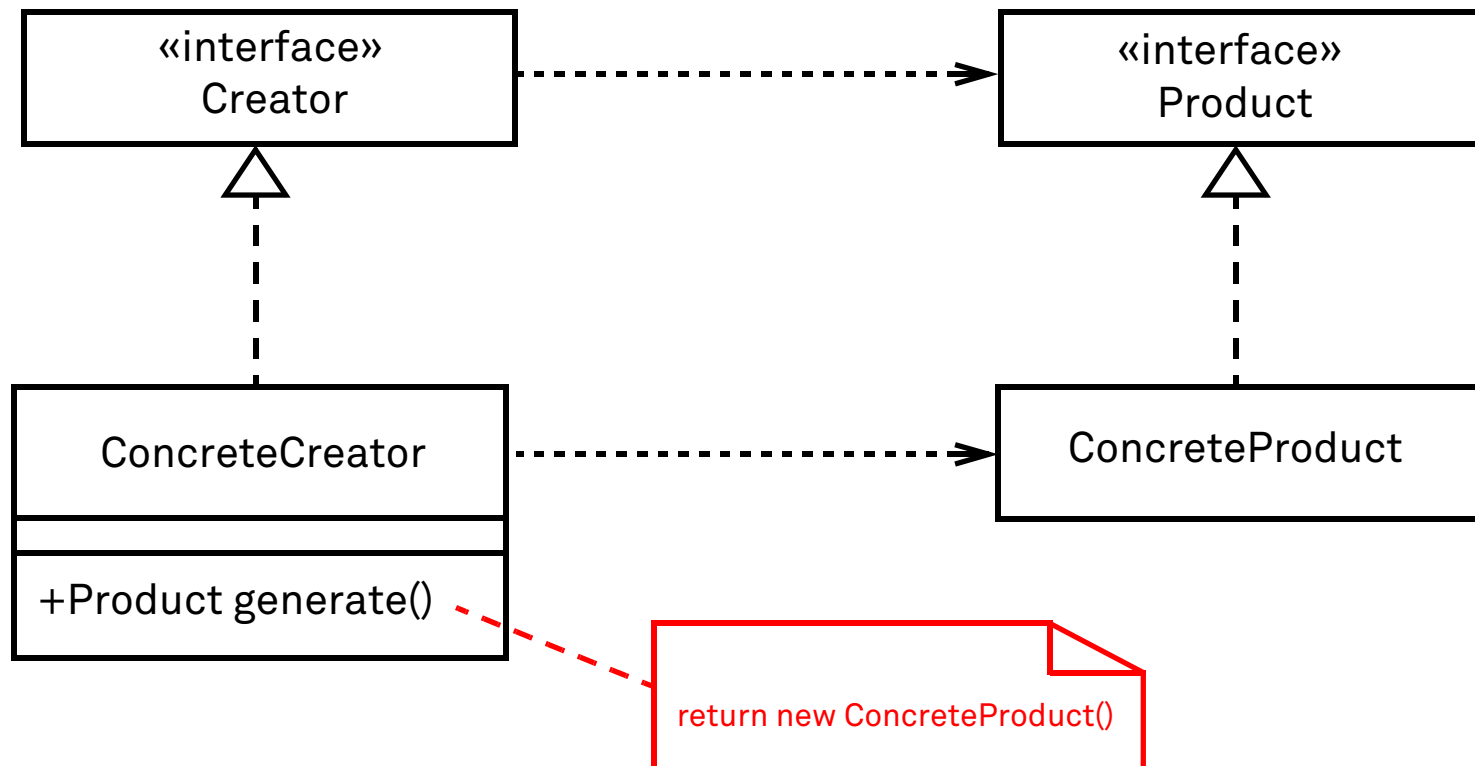 «interface»
Creator
«interface»
Product
ConcreteCreator
ConcreteProduct
+Product generate()
return new ConcreteProduct()